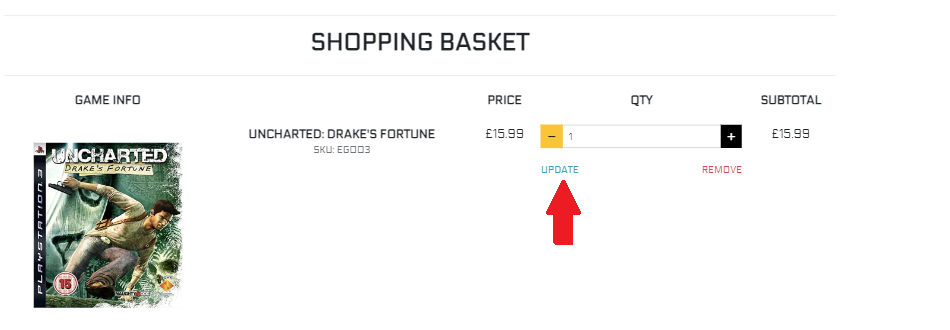 SHOPPING BASKET
GAME INFO
PRICE
QTY
SUBTOTAL
UNCHARTED: DRAKE'S FORTUNE
SKU: EG003
£15.99
−
1
+
£15.99
UPDATE
REMOVE
UNCHARTED
DRAKE'S FORTUNE
PLAYSTATION 3
15